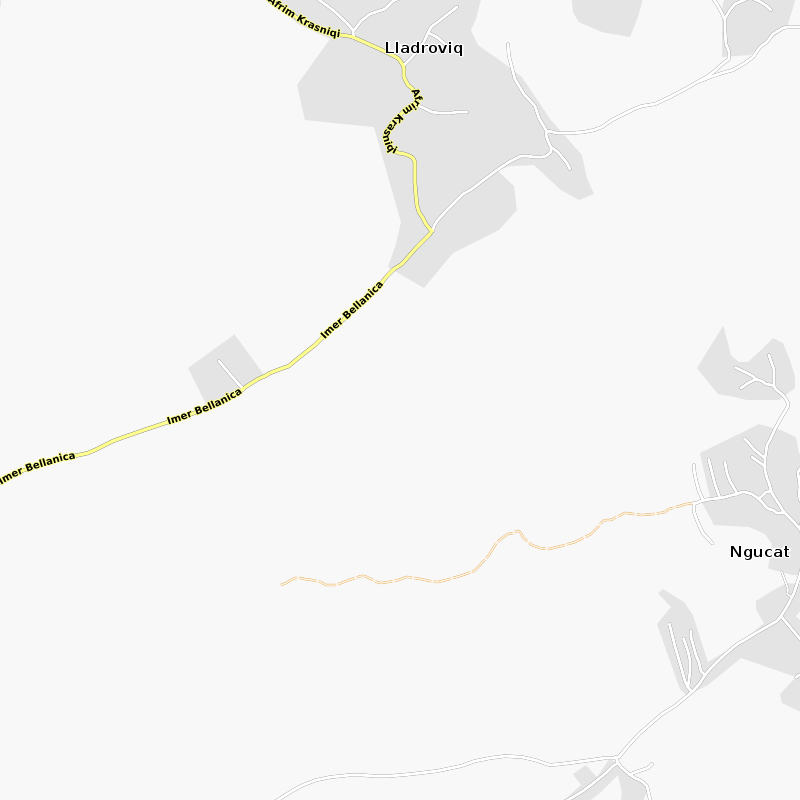 Afrim Krasniqi
Lladroviq
Afrim Krasniqi
Imer Bellanica
Imer Bellanica
Imer Bellanica
Ngucat